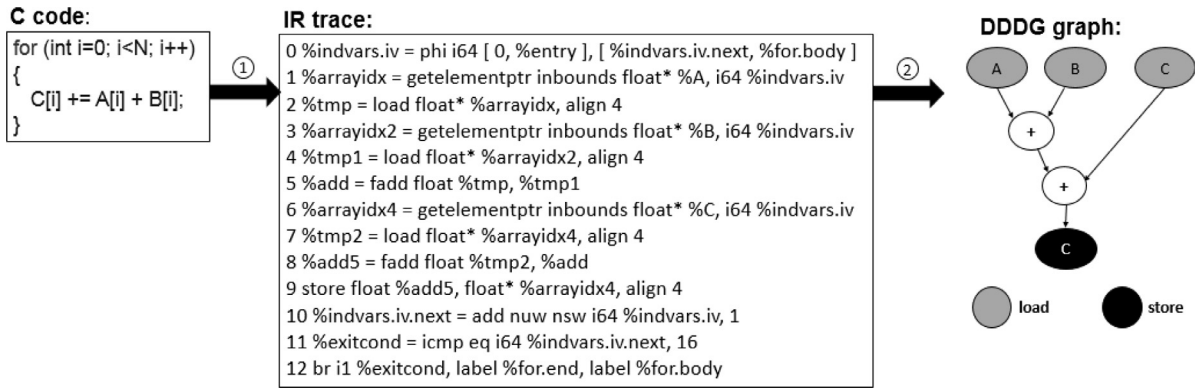 C code:
for (int i=0; i<N; i++)
{
C[i] += A[i] + B[i];
}
①
IR trace:
0 %indvars.iv = phi i64 [ 0, %entry ], [ %indvars.iv.next, %for.body ]
1 %arrayidx = getelementptr inbounds float* %A, i64 %indvars.iv
2 %tmp = load float* %arrayidx, align 4
3 %arrayidx2 = getelementptr inbounds float* %B, i64 %indvars.iv
4 %tmp1 = load float* %arrayidx2, align 4
5 %add = fadd float %tmp, %tmp1
6 %arrayidx4 = getelementptr inbounds float* %C, i64 %indvars.iv
7 %tmp2 = load float* %arrayidx4, align 4
8 %add5 = fadd float %tmp2, %add
9 store float %add5, float* %arrayidx4, align 4
10 %indvars.iv.next = add nuw nsw i64 %indvars.iv, 1
11 %exitcond = icmp eq i64 %indvars.iv.next, 16
12 br i1 %exitcond, label %for.end, label %for.body
②
DDDG graph:
A B C
+
+
C
load store